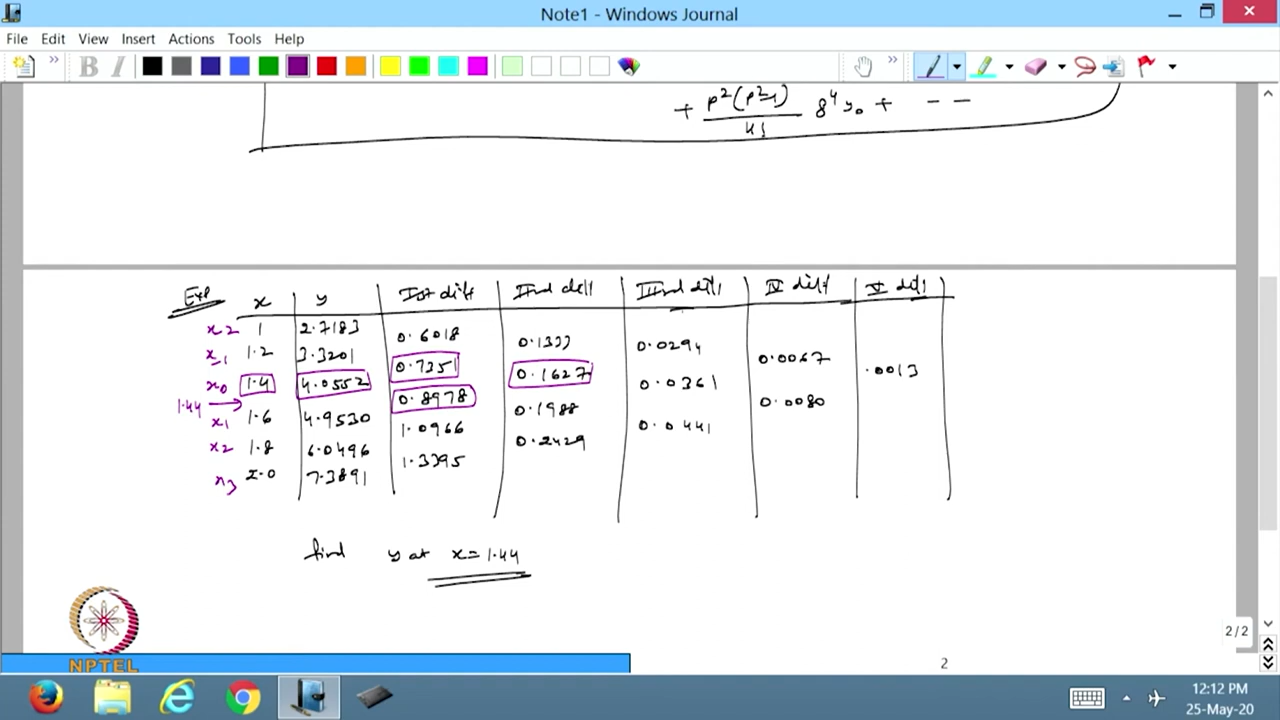 Note1 - Windows Journal
File Edit View Insert Actions Tools Help
+ p²(p²-1) / 4! δ⁴y₀ + - -
Exp x y Ist diff IInd diff IIIrd diff IV diff V diff
x-2 1 2.7183
0.6018
x-1 1.2 3.3201 0.1333
0.7351 0.0294
x0 1.4 4.0552 0.1627 0.0067
1.44 → 0.8978 0.0361 .0013
x1 1.6 4.9530 0.1988 0.0080
1.0966 0.0441
x2 1.8 6.0496 0.2429
1.3395
x3 2.0 7.3891
find y at x = 1.44
2 / 2
NPTEL
2
12:12 PM
25-May-20